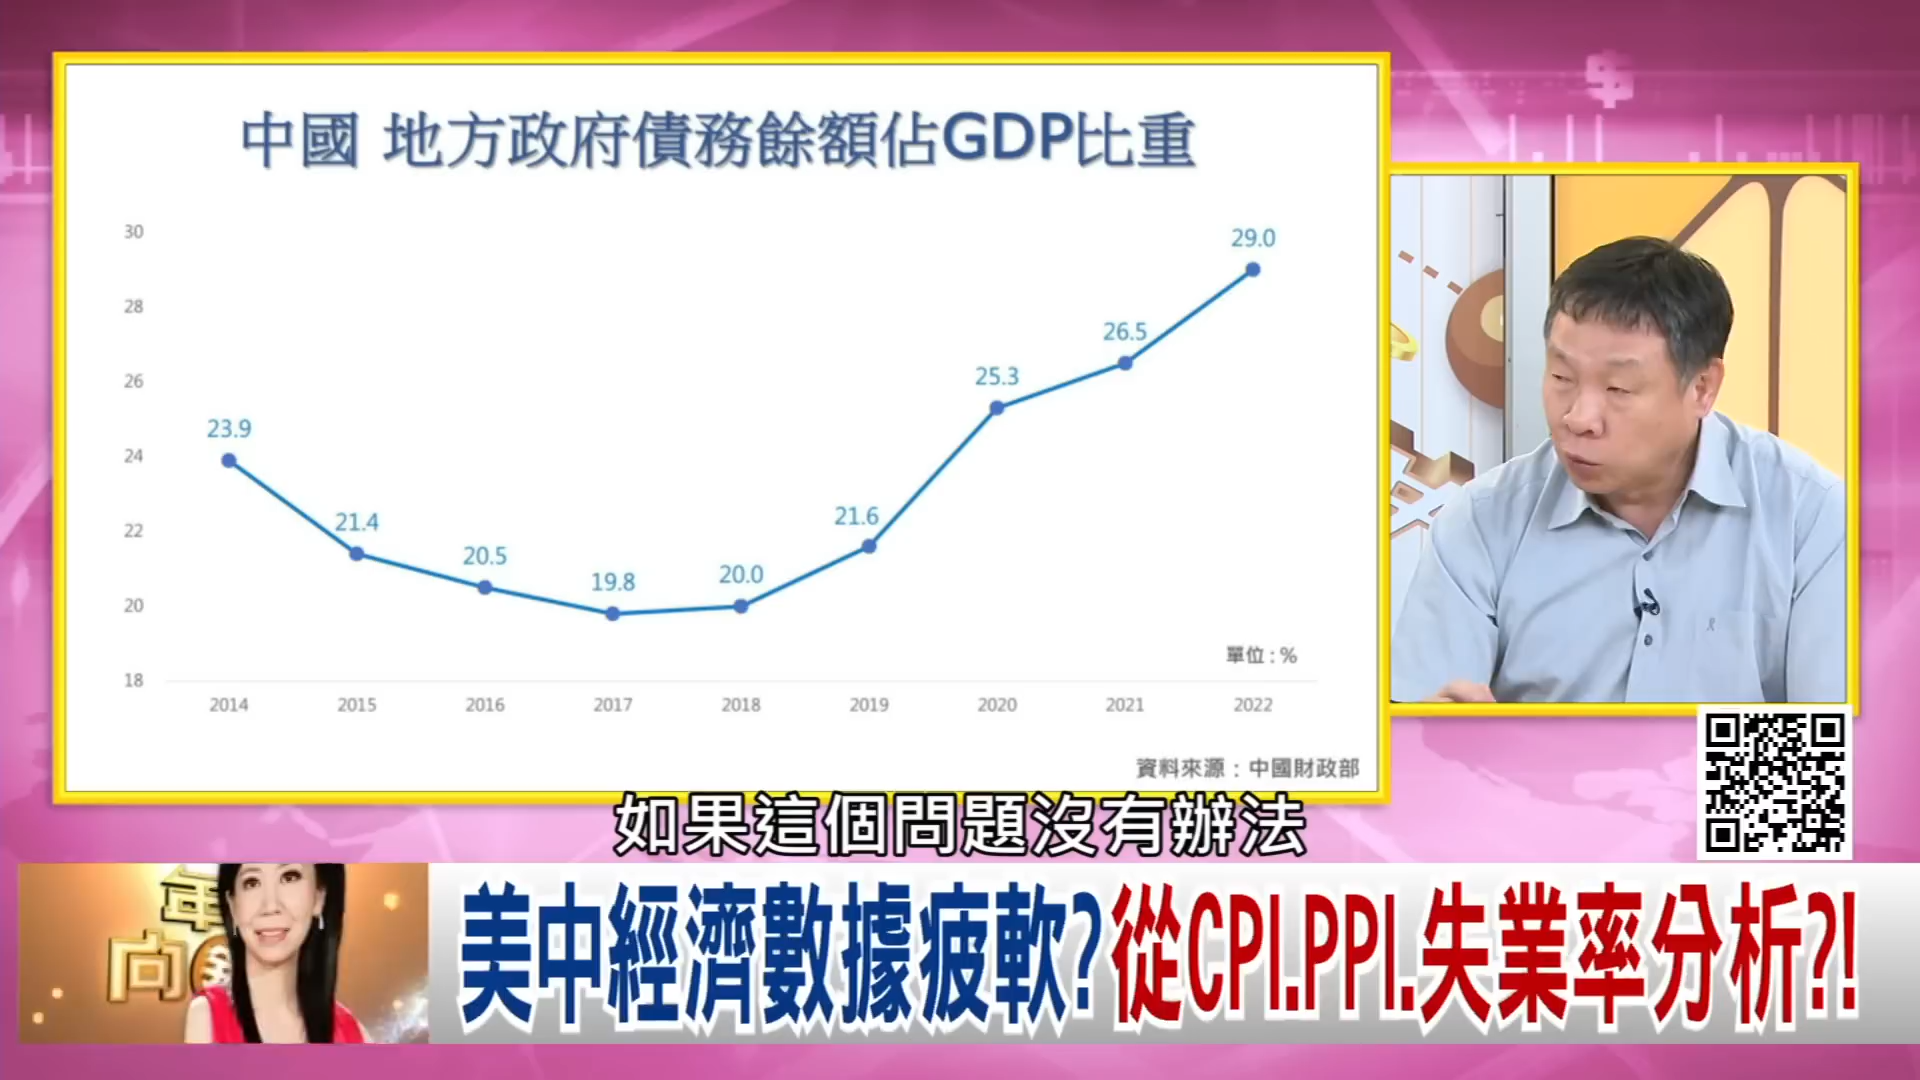 中國 地方政府債務餘額佔GDP比重
30
28
26
24
22
20
18
23.9
21.4
20.5
19.8
20.0
21.6
25.3
26.5
29.0
單位:%
2014 2015 2016 2017 2018 2019 2020 2021 2022
資料來源：中國財政部
如果這個問題沒有辦法
年
向
美中經濟數據疲軟?從CPI.PPI.失業率分析?!